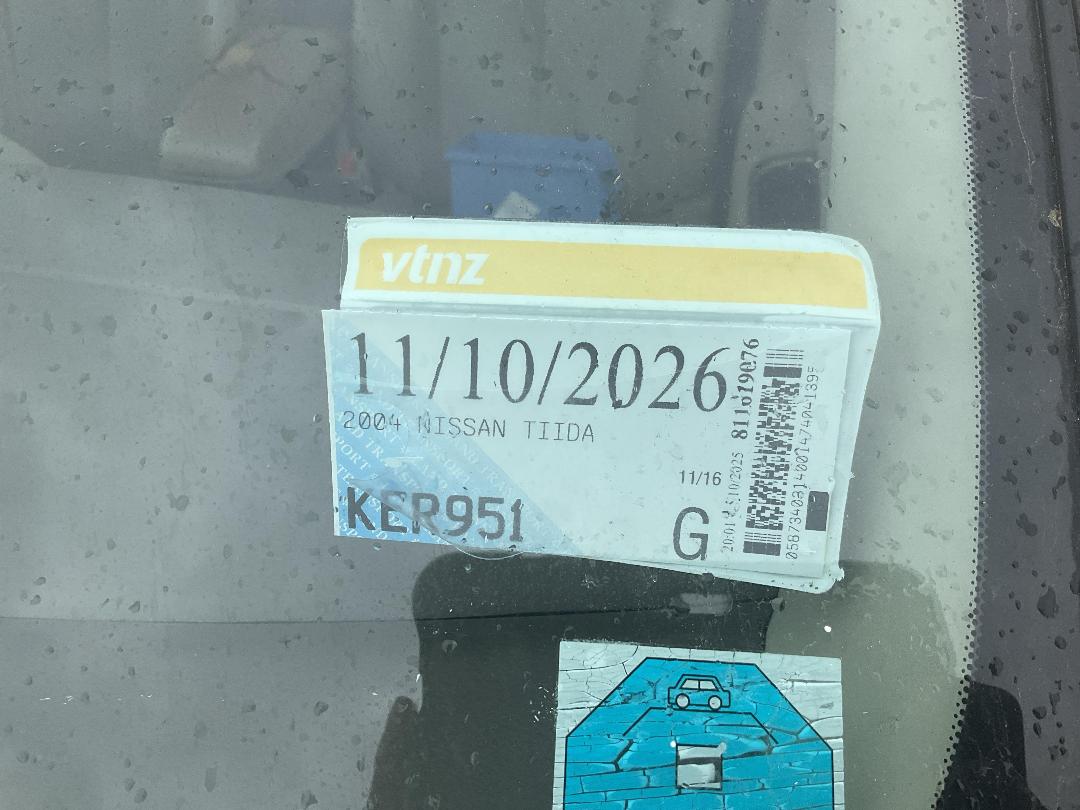 vtnz
11/10/2026
2004 NISSAN TIIDA
11/16
KER951
G
811619076